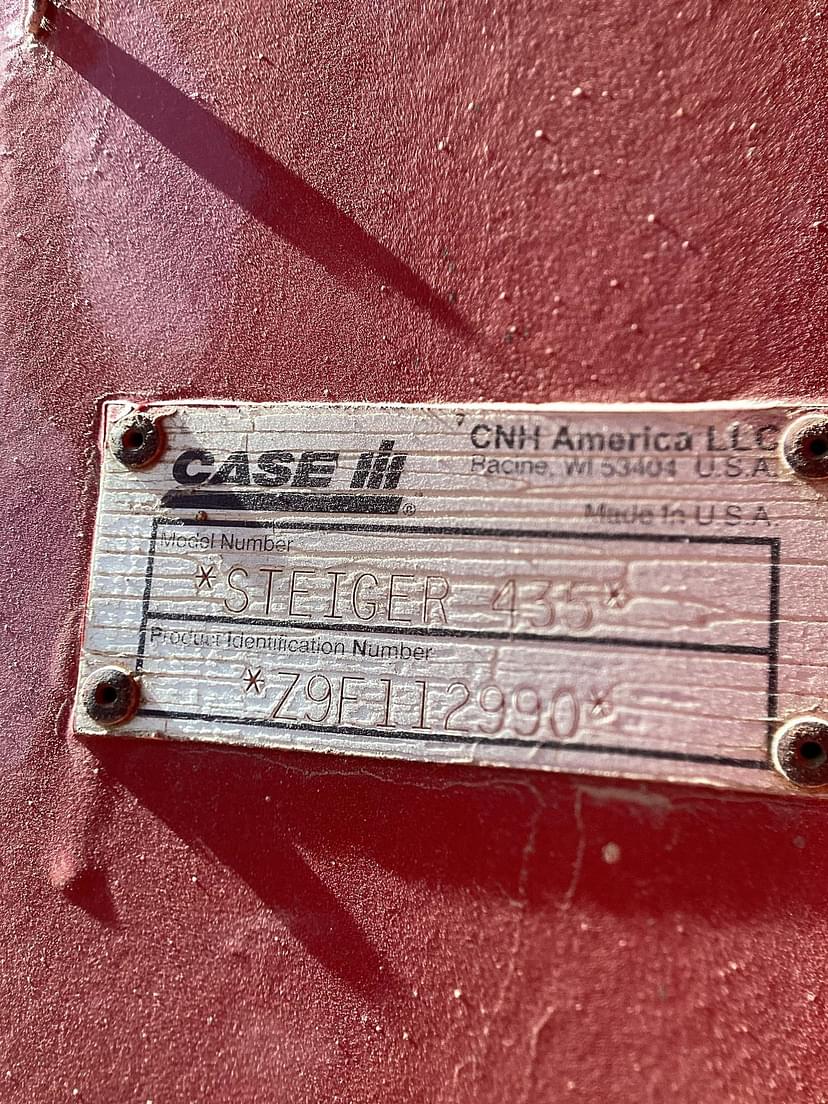 CASE IH ®
CNH America LLC
Racine, WI 53404 U.S.A.
Made In U.S.A.
Model Number
*STEIGER 435*
Product Identification Number
*Z9F112990*